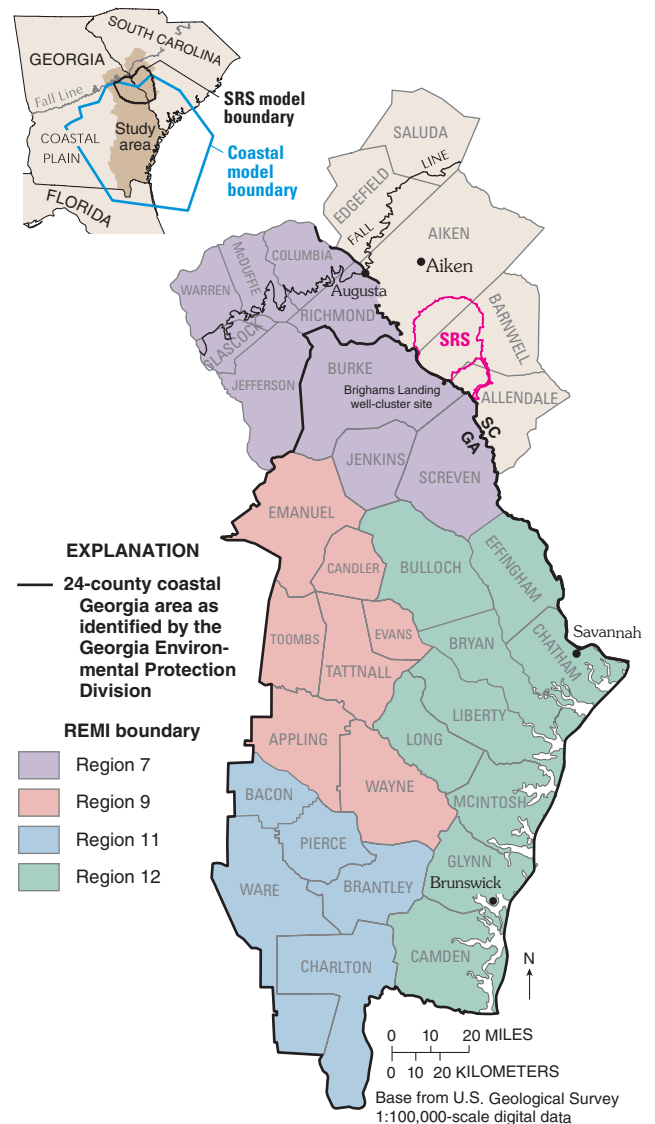 SOUTH CAROLINA
GEORGIA
Fall Line
SRS model
boundary
COASTAL
PLAIN
Study
area
Coastal
model
boundary
FLORIDA
SALUDA
EDGEFIELD
FALL
LINE
AIKEN
Aiken
COLUMBIA
McDUFFIE
WARREN
Augusta
RICHMOND
BARNWELL
SRS
GLASCOCK
BURKE
JEFFERSON
Brighams Landing
well-cluster site
ALLENDALE
SC
GA
JENKINS
SCREVEN
EMANUEL
EFFINGHAM
CANDLER
BULLOCH
TOOMBS
EVANS
BRYAN
CHATHAM
Savannah
TATTNALL
LIBERTY
APPLING
LONG
WAYNE
BACON
MCINTOSH
PIERCE
GLYNN
WARE
BRANTLEY
Brunswick
CHARLTON
CAMDEN
EXPLANATION
24-county coastal
Georgia area as
identified by the
Georgia Environ-
mental Protection
Division
REMI boundary
Region 7
Region 9
Region 11
Region 12
N
0 10 20 MILES
0 10 20 KILOMETERS
Base from U.S. Geological Survey
1:100,000-scale digital data